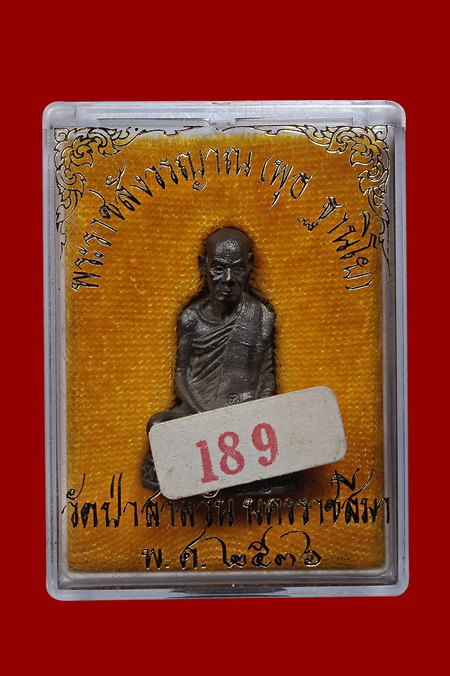 พระราชสังวรญาณ (พุธ ฐานิโย)
189
วัดป่าสาลวัน นครราชสีมา
พ.ศ. ๒๕๓๖